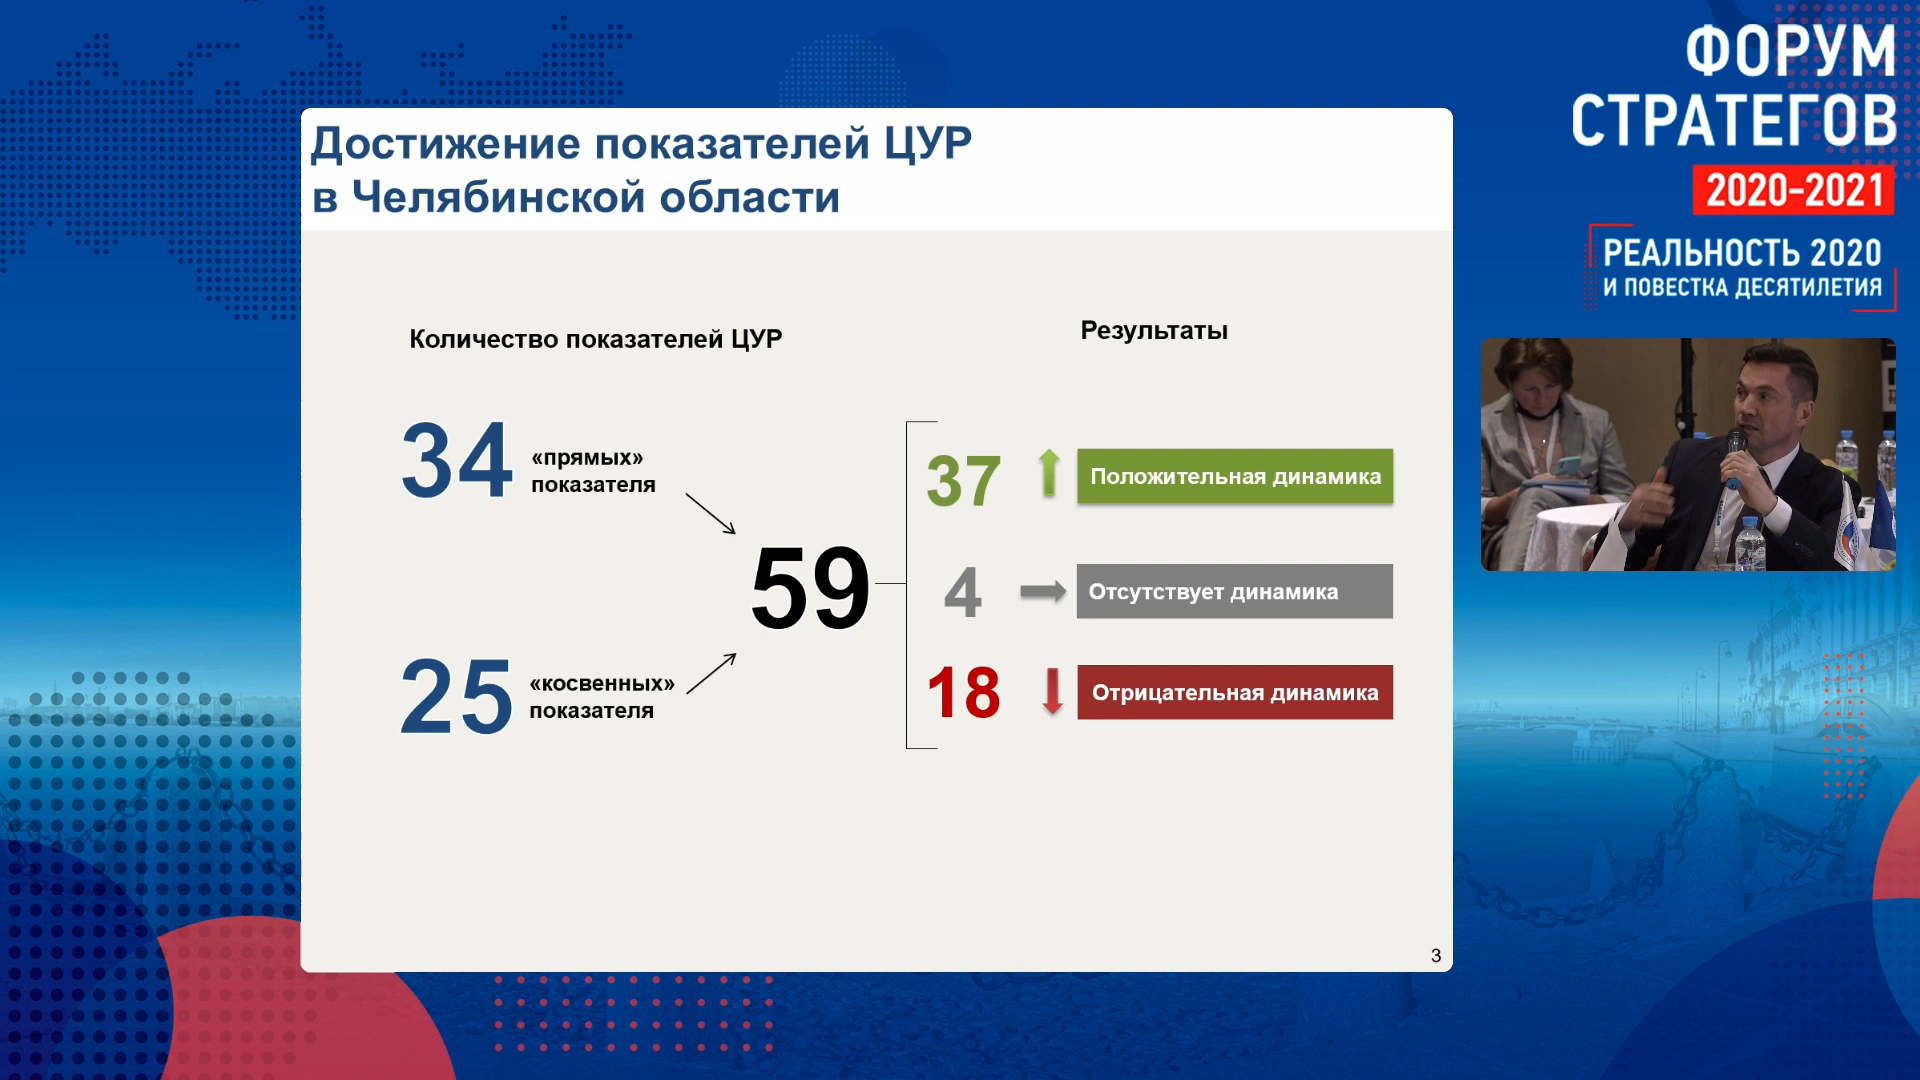 Достижение показателей ЦУР
в Челябинской области
Количество показателей ЦУР
34
«прямых»
показателя
25
«косвенных»
показателя
59
Результаты
37
Положительная динамика
4
Отсутствует динамика
18
Отрицательная динамика
3
ФОРУМ
СТРАТЕГОВ
2020-2021
РЕАЛЬНОСТЬ 2020
И ПОВЕСТКА ДЕСЯТИЛЕТИЯ